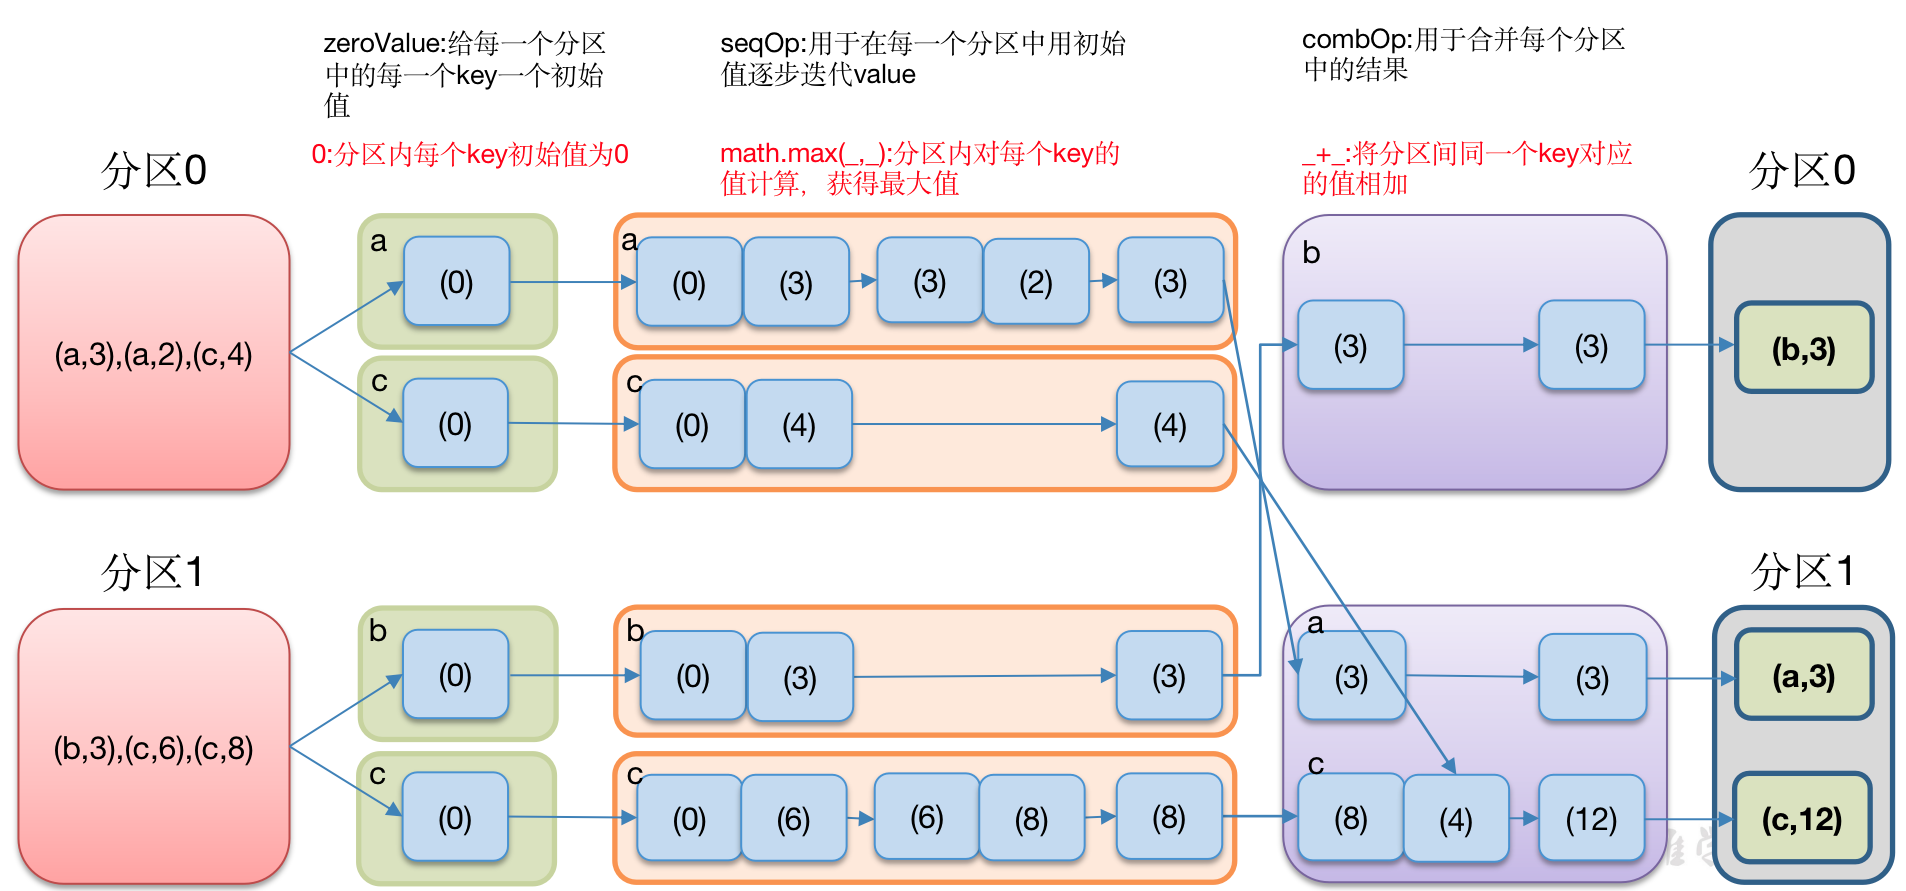 zeroValue:给每一个分区
中的每一个key一个初始
值
seqOp:用于在每一个分区中用初始
值逐步迭代value
combOp:用于合并每个分区
中的结果
0:分区内每个key初始值为0
math.max(_,_):分区内对每个key的
值计算，获得最大值
_+_:将分区间同一个key对应
的值相加
分区0
分区0
(a,3),(a,2),(c,4)
a
(0)
a
(0)
(3)
(3)
(2)
(3)
c
(0)
c
(0)
(4)
(4)
b
(3)
(3)
(b,3)
分区1
分区1
(b,3),(c,6),(c,8)
b
(0)
b
(0)
(3)
(3)
c
(0)
c
(0)
(6)
(6)
(8)
(8)
a
(3)
(3)
(a,3)
c
(8)
(4)
(12)
(c,12)